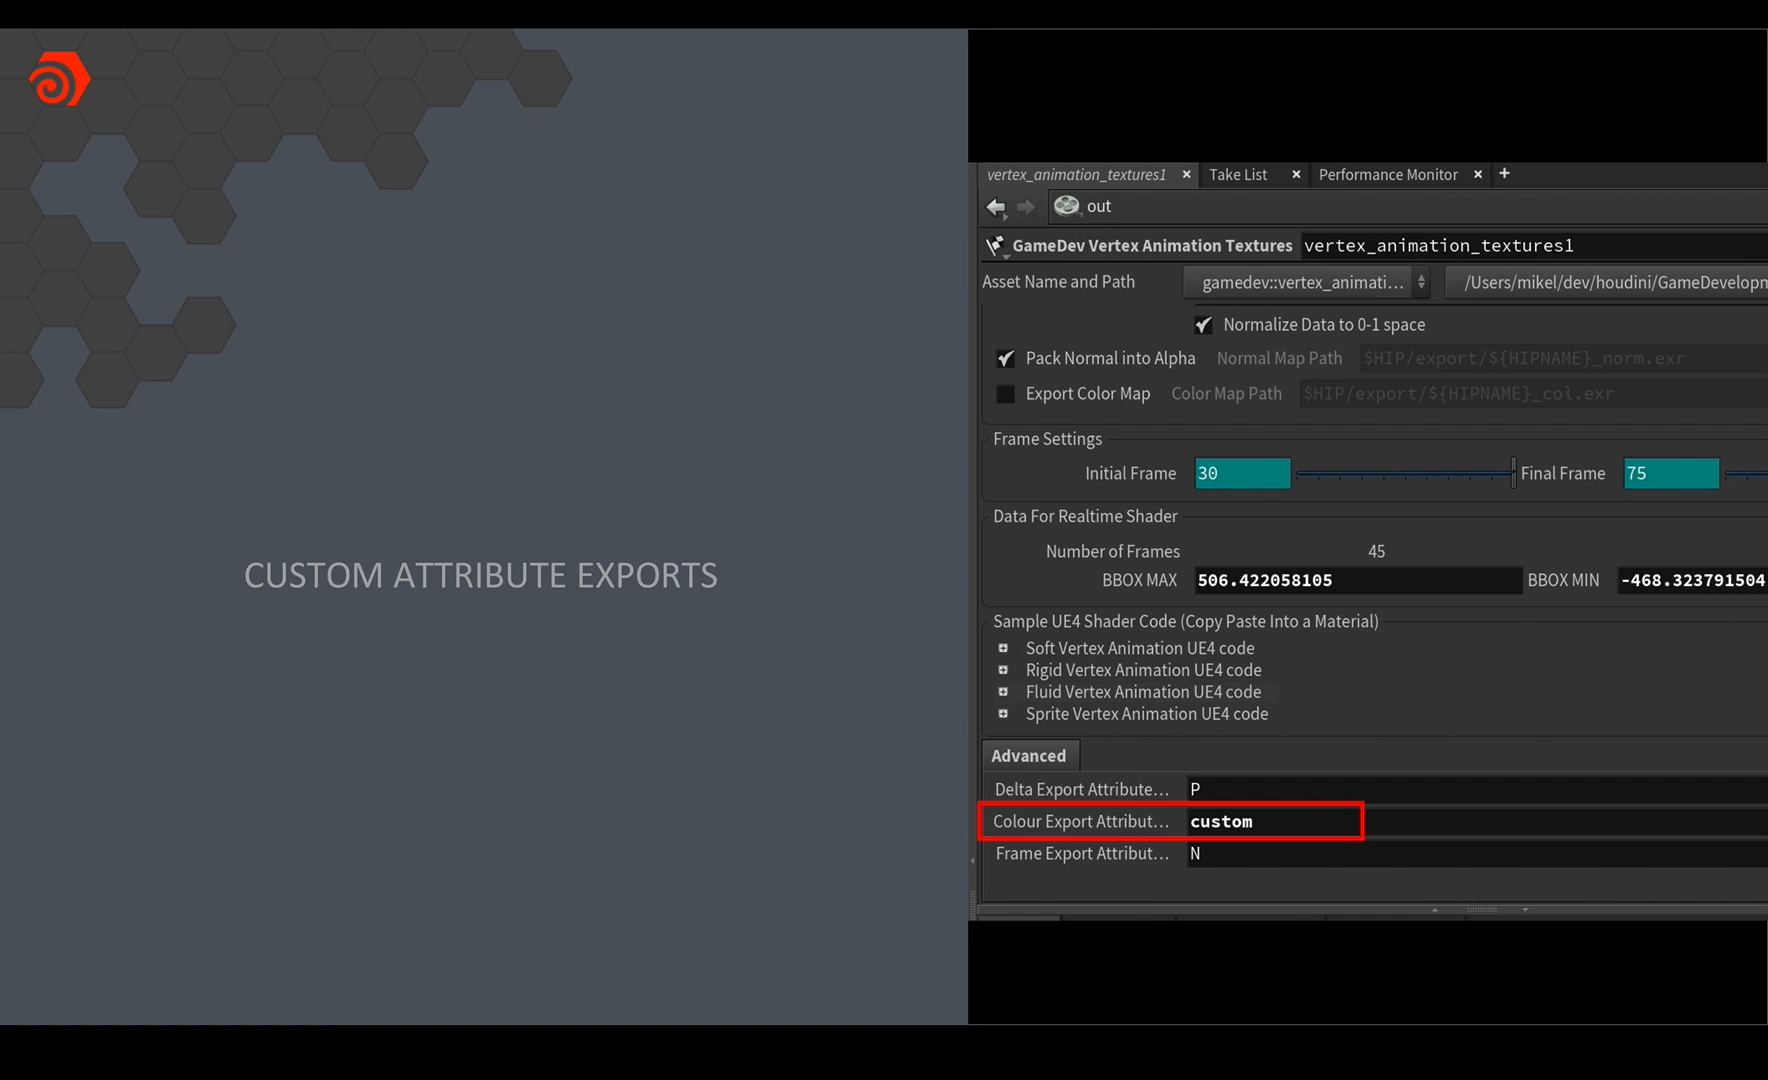 CUSTOM ATTRIBUTE EXPORTS
vertex_animation_textures1 Take List Performance Monitor
out
GameDev Vertex Animation Textures vertex_animation_textures1
Asset Name and Path gamedev::vertex_animati... /Users/mikel/dev/houdini/GameDevelopm
Normalize Data to 0-1 space
Pack Normal into Alpha Normal Map Path $HIP/export/${HIPNAME}_norm.exr
Export Color Map Color Map Path $HIP/export/${HIPNAME}_col.exr
Frame Settings
Initial Frame 30 Final Frame 75
Data For Realtime Shader
Number of Frames 45
BBOX MAX 506.422058105 BBOX MIN -468.323791504
Sample UE4 Shader Code (Copy Paste Into a Material)
Soft Vertex Animation UE4 code
Rigid Vertex Animation UE4 code
Fluid Vertex Animation UE4 code
Sprite Vertex Animation UE4 code
Advanced
Delta Export Attribute... P
Colour Export Attribut... custom
Frame Export Attribut... N